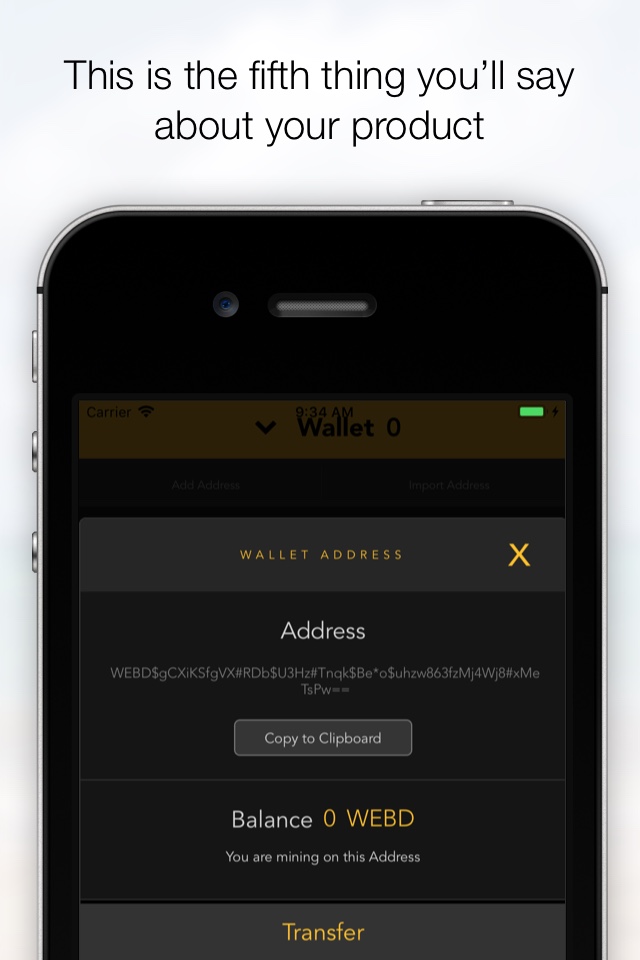 This is the fifth thing you’ll say
about your product
Carrier 9:34 AM
Wallet 0
Add Address Import Address
WALLET ADDRESS X
Address
WEBD$gCXiKSfgVX#RDb$U3Hz#Tnqk$Be*o$uhzw863fzMj4Wj8#xMe
TsPw==
Copy to Clipboard
Balance 0 WEBD
You are mining on this Address
Transfer